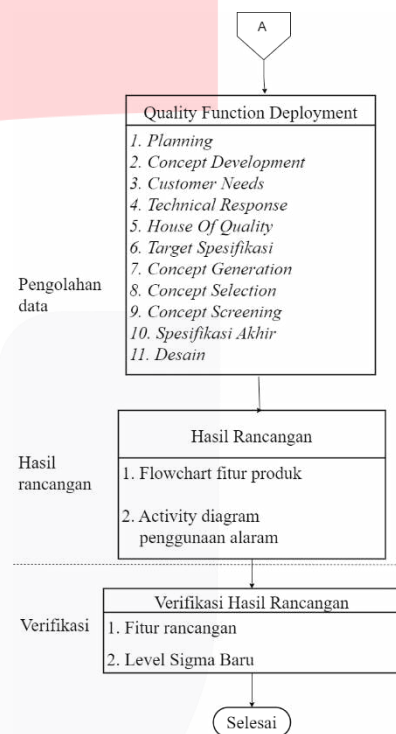 A
Quality Function Deployment
1. Planning
2. Concept Development
3. Customer Needs
4. Technical Response
5. House Of Quality
6. Target Spesifikasi
7. Concept Generation
8. Concept Selection
9. Concept Screening
10. Spesifikasi Akhir
11. Desain
Pengolahan
data
Hasil Rancangan
1. Flowchart fitur produk
2. Activity diagram
penggunaan alaram
Hasil
rancangan
Verifikasi Hasil Rancangan
1. Fitur rancangan
2. Level Sigma Baru
Verifikasi
Selesai